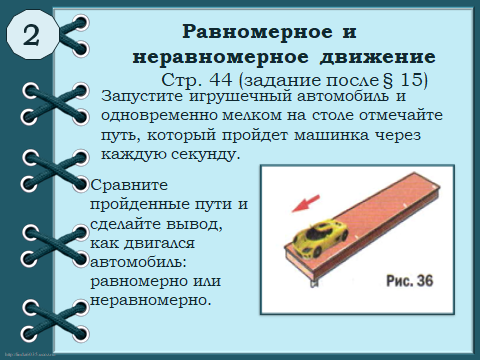 2
Равномерное и
неравномерное движение
Стр. 44 (задание после § 15)
Запустите игрушечный автомобиль и
одновременно мелком на столе отмечайте
путь, который пройдет машинка через
каждую секунду.
Сравните
пройденные пути и
сделайте вывод,
как двигался
автомобиль:
равномерно или
неравномерно.
Рис. 36